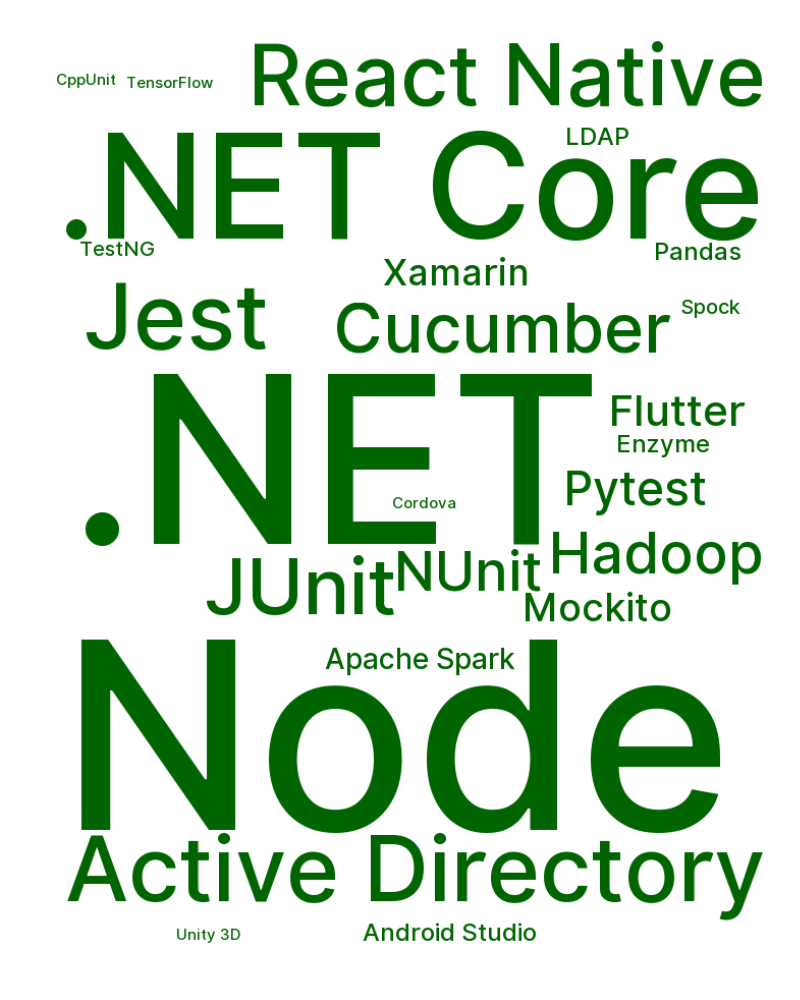 React Native
CppUnit
TensorFlow
LDAP
.NET Core
TestNG
Pandas
Xamarin
Jest
Cucumber
Spock
.NET
Flutter
Enzyme
Pytest
Cordova
JUnit
NUnit
Hadoop
Mockito
Apache Spark
Node
Active Directory
Unity 3D
Android Studio